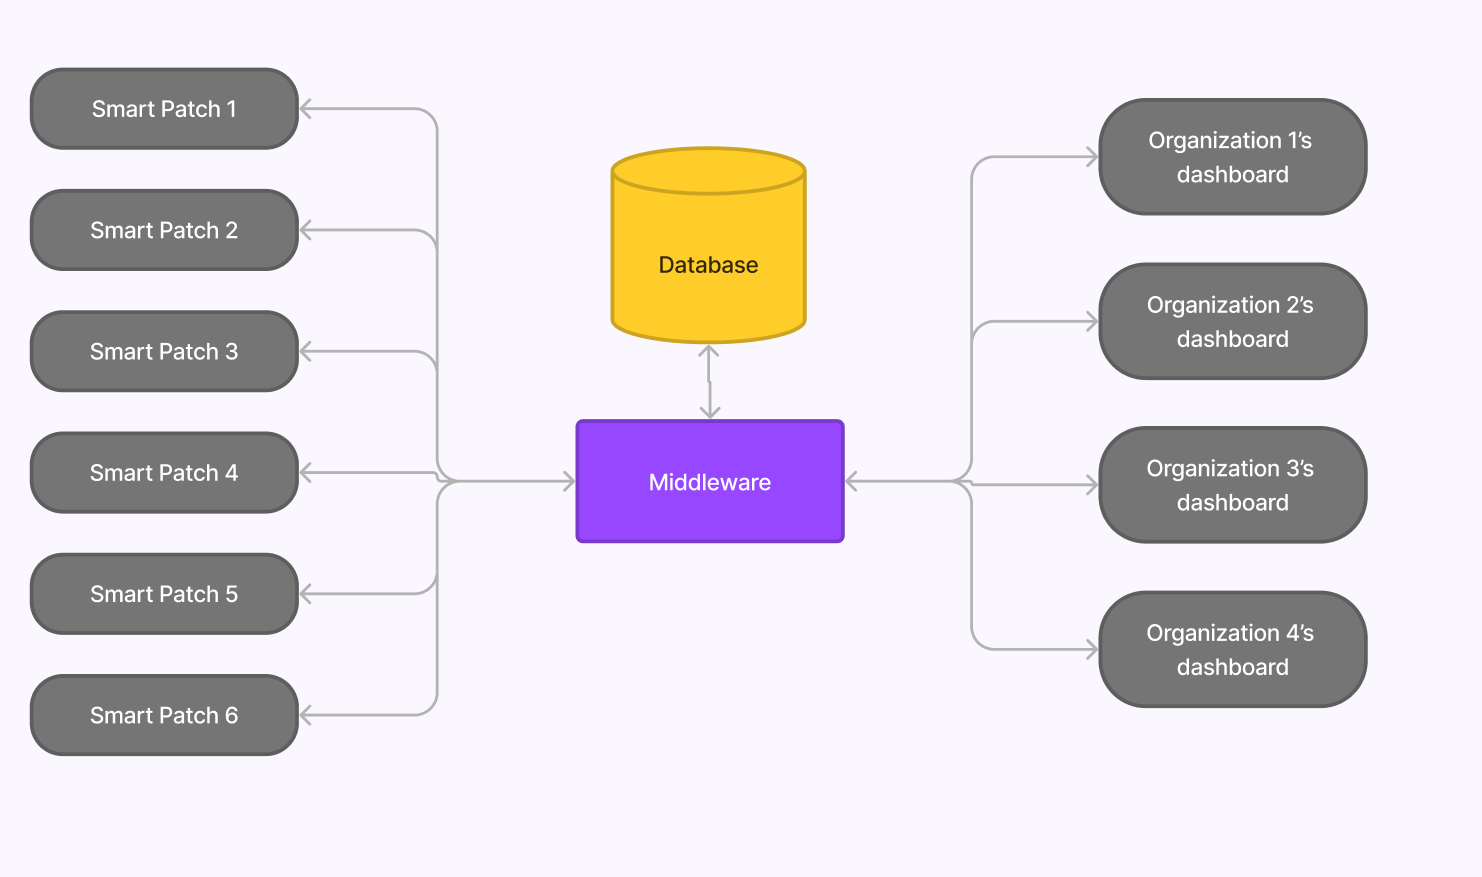 Smart Patch 1
Smart Patch 2
Smart Patch 3
Smart Patch 4
Smart Patch 5
Smart Patch 6
Database
Middleware
Organization 1’s
dashboard
Organization 2’s
dashboard
Organization 3’s
dashboard
Organization 4’s
dashboard